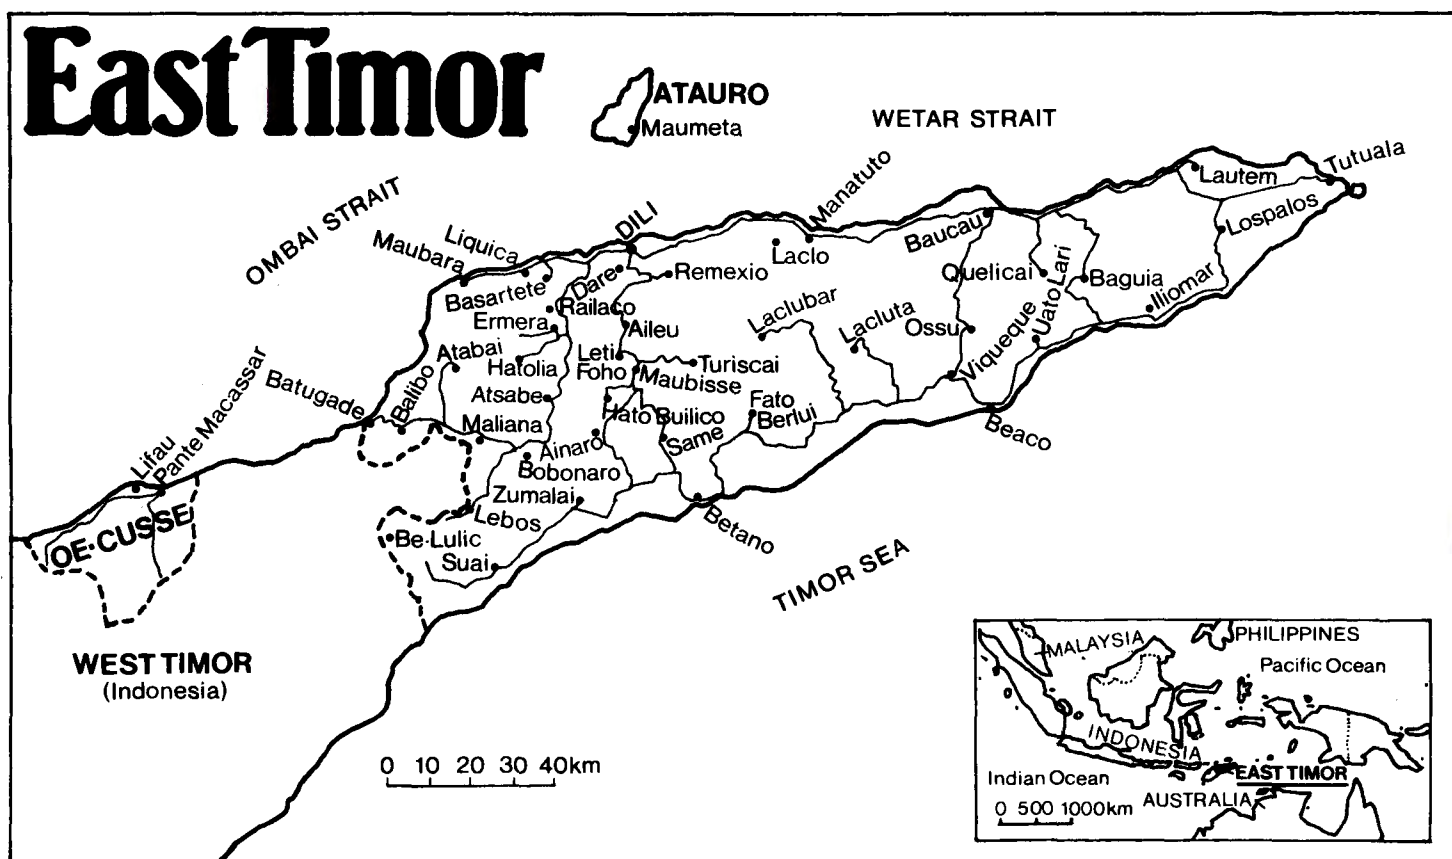 East Timor
ATAURO
Maumeta
WETAR STRAIT
OMBAI STRAIT
Tutuala
Lautem
Lospalos
Manatuto
DILI
Liquica
Maubara
Baucau
Laclo
Dare
Remexio
Quelicai
Uato Lari
Baguia
Iliomar
Basartete
Railaco
Ermera
Aileu
Laclubar
Lacluta
Ossu
Viqueque
Atabai
Hatolia
Leti
Foho
Turiscai
Maubisse
Pante Macassar
Batugade
Balibo
Atsabe
Hato Builico
Fato
Berlui
Maliana
Ainaro
Same
Beaco
Lifau
Bobonaro
Zumalai
Lebos
Betano
OE-CUSSE
Be-Lulic
Suai
TIMOR SEA
WEST TIMOR
(Indonesia)
0 10 20 30 40km
MALAYSIA
PHILIPPINES
Pacific Ocean
INDONESIA
Indian Ocean
EAST TIMOR
AUSTRALIA
0 500 1000km